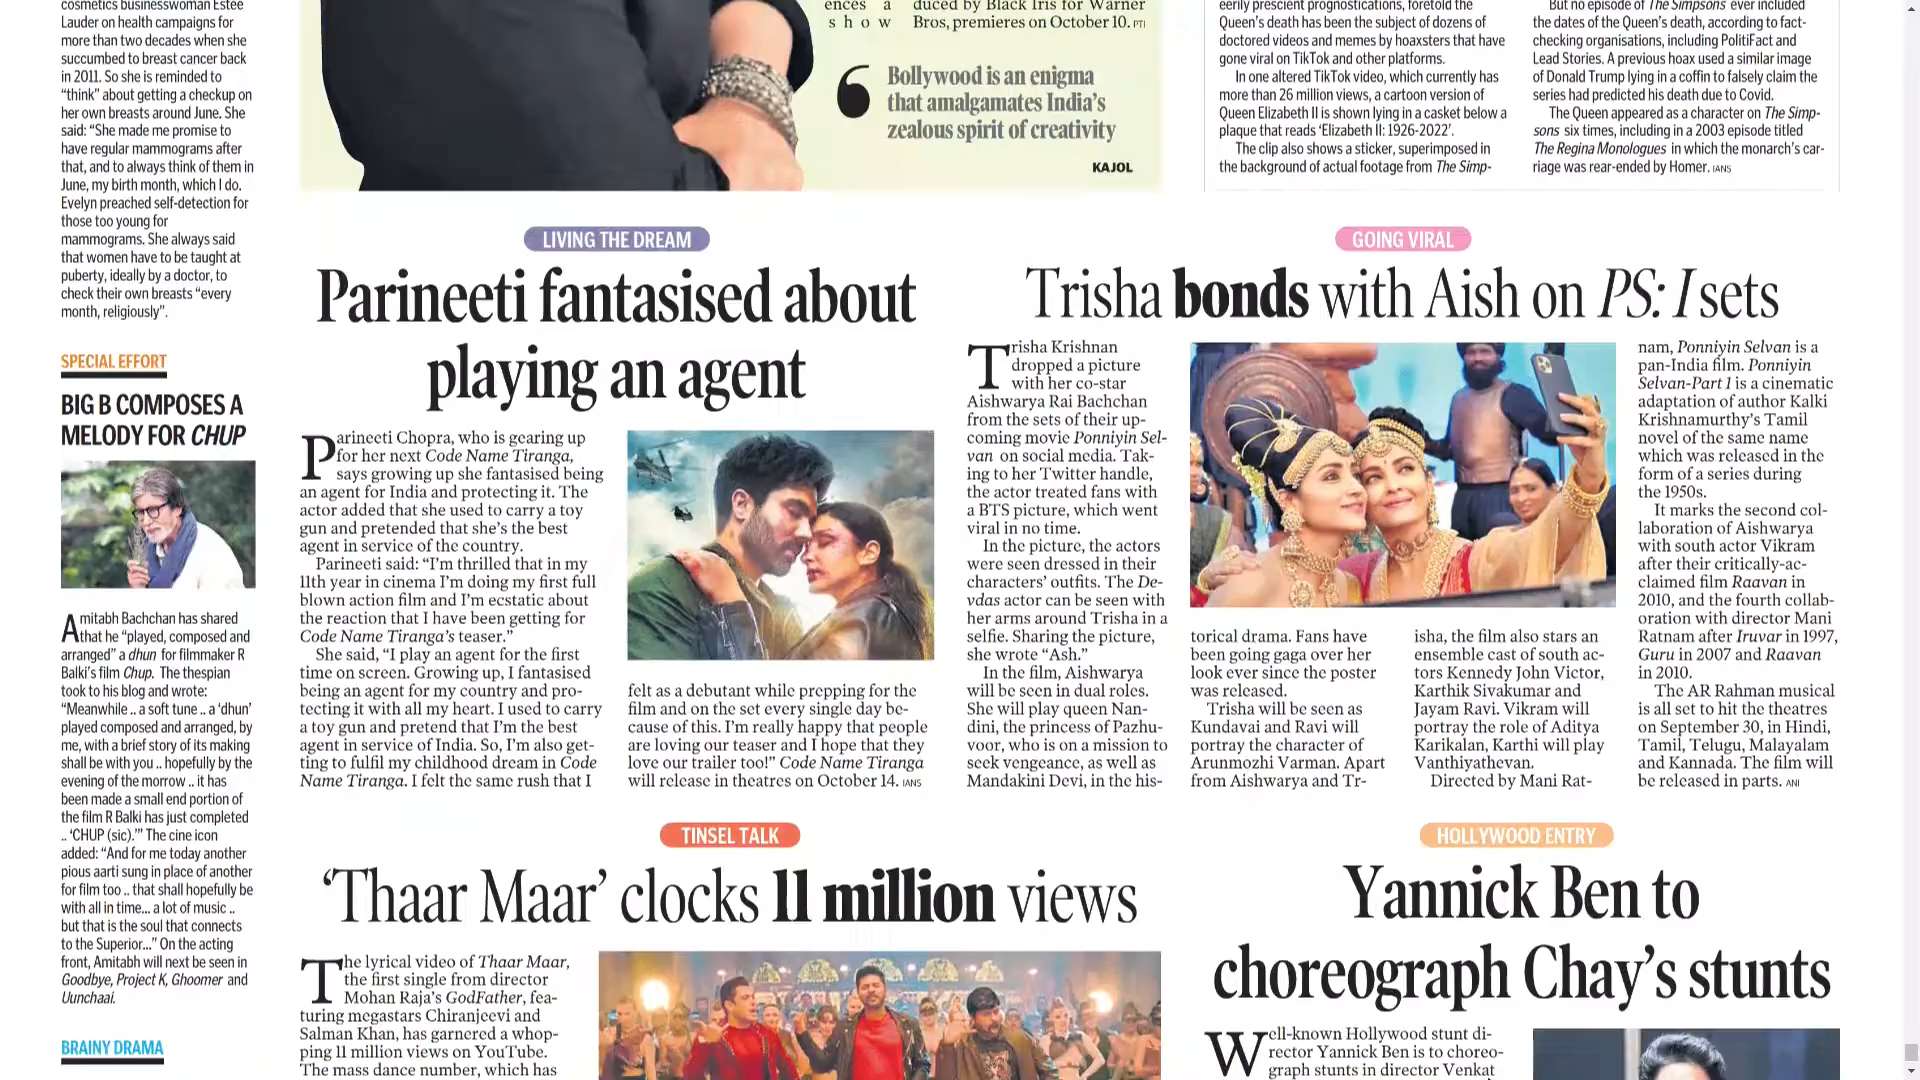 cosmetics businesswoman Estee
Lauder on health campaigns for
more than two decades when she
succumbed to breast cancer back
in 2011. So she is reminded to
“think” about getting a checkup on
her own breasts around June. She
said: “She made me promise to
have regular mammograms after
that, and to always think of them in
June, my birth month, which I do.
Evelyn preached self-detection for
those too young for
mammograms. She always said
that women have to be taught at
puberty, ideally by a doctor, to
check their own breasts “every
month, religiously”.
SPECIAL EFFORT
BIG B COMPOSES A
MELODY FOR CHUP
Amitabh Bachchan has shared
that he “played, composed and
arranged” a dhun for filmmaker R
Balki’s film Chup. The thespian
took to his blog and wrote:
“Meanwhile .. a soft tune .. a ‘dhun’
played composed and arranged, by
me, with a brief story of its making
shall be with you .. hopefully by the
evening of the morrow .. it has
been made a small end portion of
the film R Balki has just completed
.. ‘CHUP (sic).’” The cine icon
added: “And for me today another
pious aarti sung in place of another
for film too .. that shall hopefully be
with all in time... a lot of music ..
but that is the soul that connects
to the Superior...” On the acting
front, Amitabh will next be seen in
Goodbye, Project K, Ghoomer and
Uunchaai.
BRAINY DRAMA
ences a
show
duced by Black Iris for Warner
Bros, premieres on October 10. PTI
Bollywood is an enigma
that amalgamates India’s
zealous spirit of creativity
KAJOL
eerily prescient prognostications, foretold the
Queen’s death has been the subject of dozens of
doctored videos and memes by hoaxsters that have
gone viral on TikTok and other platforms.
In one altered TikTok video, which currently has
more than 26 million views, a cartoon version of
Queen Elizabeth II is shown lying in a casket below a
plaque that reads ‘Elizabeth II: 1926-2022’.
The clip also shows a sticker, superimposed in
the background of actual footage from The Simp-
But no episode of The Simpsons ever included
the dates of the Queen’s death, according to fact-
checking organisations, including PolitiFact and
Lead Stories. A previous hoax used a similar image
of Donald Trump lying in a coffin to falsely claim the
series had predicted his death due to Covid.
The Queen appeared as a character on The Simp-
sons six times, including in a 2003 episode titled
The Regina Monologues in which the monarch’s car-
riage was rear-ended by Homer. IANS
LIVING THE DREAM
Parineeti fantasised about
playing an agent
Parineeti Chopra, who is gearing up
for her next Code Name Tiranga,
says growing up she fantasised being
an agent for India and protecting it. The
actor added that she used to carry a toy
gun and pretended that she’s the best
agent in service of the country.
Parineeti said: “I’m thrilled that in my
11th year in cinema I’m doing my first full
blown action film and I’m ecstatic about
the reaction that I have been getting for
Code Name Tiranga’s teaser.”
She said, “I play an agent for the first
time on screen. Growing up, I fantasised
being an agent for my country and pro-
tecting it with all my heart. I used to carry
a toy gun and pretend that I’m the best
agent in service of India. So, I’m also get-
ting to fulfil my childhood dream in Code
Name Tiranga. I felt the same rush that I
felt as a debutant while prepping for the
film and on the set every single day be-
cause of this. I’m really happy that people
are loving our teaser and I hope that they
love our trailer too!” Code Name Tiranga
will release in theatres on October 14. IANS
GOING VIRAL
Trisha bonds with Aish on PS: I sets
Trisha Krishnan
dropped a picture
with her co-star
Aishwarya Rai Bachchan
from the sets of their up-
coming movie Ponniyin Sel-
van on social media. Tak-
ing to her Twitter handle,
the actor treated fans with
a BTS picture, which went
viral in no time.
In the picture, the actors
were seen dressed in their
characters’ outfits. The De-
vdas actor can be seen with
her arms around Trisha in a
selfie. Sharing the picture,
she wrote “Ash.”
In the film, Aishwarya
will be seen in dual roles.
She will play queen Nan-
dini, the princess of Pazhu-
voor, who is on a mission to
seek vengeance, as well as
Mandakini Devi, in the his-
torical drama. Fans have
been going gaga over her
look ever since the poster
was released.
Trisha will be seen as
Kundavai and Ravi will
portray the character of
Arunmozhi Varman. Apart
from Aishwarya and Tr-
isha, the film also stars an
ensemble cast of south ac-
tors Kennedy John Victor,
Karthik Sivakumar and
Jayam Ravi. Vikram will
portray the role of Aditya
Karikalan, Karthi will play
Vanthiyathevan.
Directed by Mani Rat-
nam, Ponniyin Selvan is a
pan-India film. Ponniyin
Selvan-Part 1 is a cinematic
adaptation of author Kalki
Krishnamurthy’s Tamil
novel of the same name
which was released in the
form of a series during
the 1950s.
It marks the second col-
laboration of Aishwarya
with south actor Vikram
after their critically-ac-
claimed film Raavan in
2010, and the fourth collab-
oration with director Mani
Ratnam after Iruvar in 1997,
Guru in 2007 and Raavan
in 2010.
The AR Rahman musical
is all set to hit the theatres
on September 30, in Hindi,
Tamil, Telugu, Malayalam
and Kannada. The film will
be released in parts. ANI
TINSEL TALK
‘Thaar Maar’ clocks 11 million views
The lyrical video of Thaar Maar,
the first single from director
Mohan Raja’s GodFather, fea-
turing megastars Chiranjeevi and
Salman Khan, has garnered a whop-
ping 11 million views on YouTube.
The mass dance number, which has
HOLLYWOOD ENTRY
Yannick Ben to
choreograph Chay’s stunts
Well-known Hollywood stunt di-
rector Yannick Ben is to choreo-
graph stunts in director Venkat